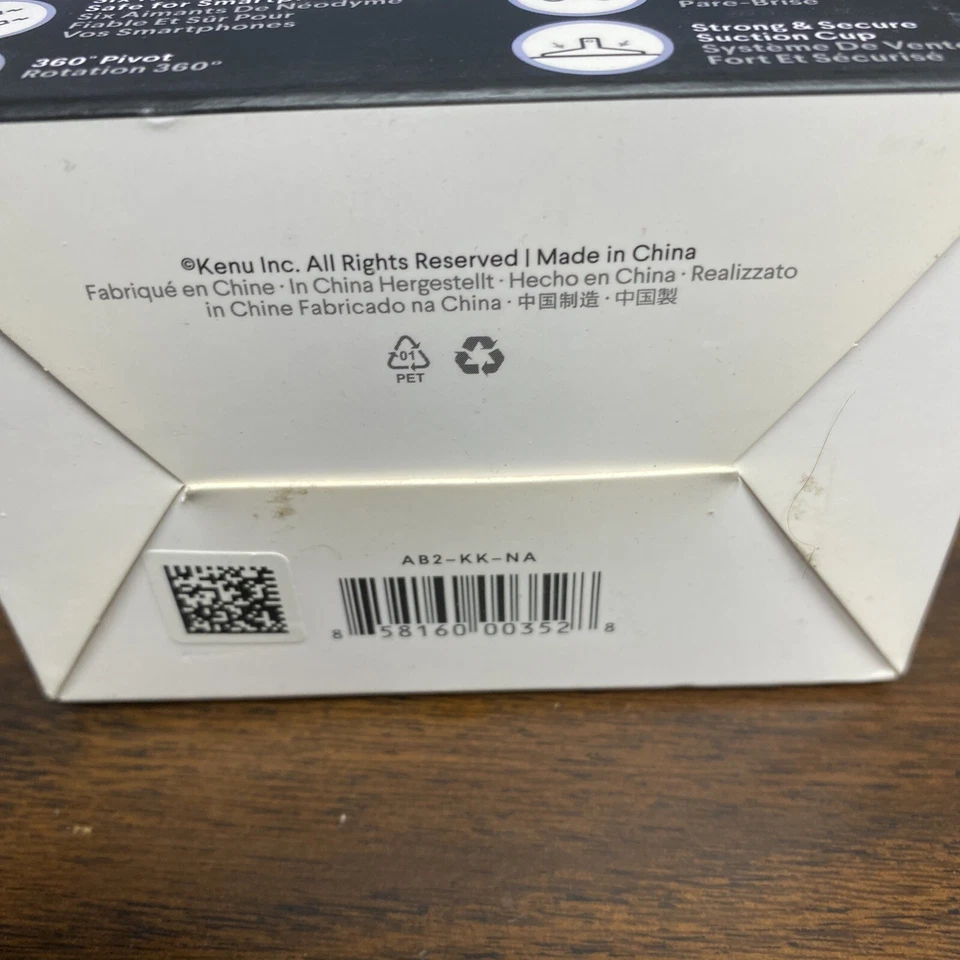 Safe for
Six Aimants De Néodyme
Fiable Et Sûr Pour
Vos Smartphones
360° Pivot
Rotation 360°
Pare-Brise
Strong & Secure
Suction Cup
Système De
Fort Et Sécurisé
©Kenu Inc. All Rights Reserved | Made in China
Fabriqué en Chine · In China Hergestellt · Hecho en China · Realizzato
in Chine Fabricado na China · 中国制造 · 中国製
01
PET
AB2-KK-NA
8 58160 00352 8